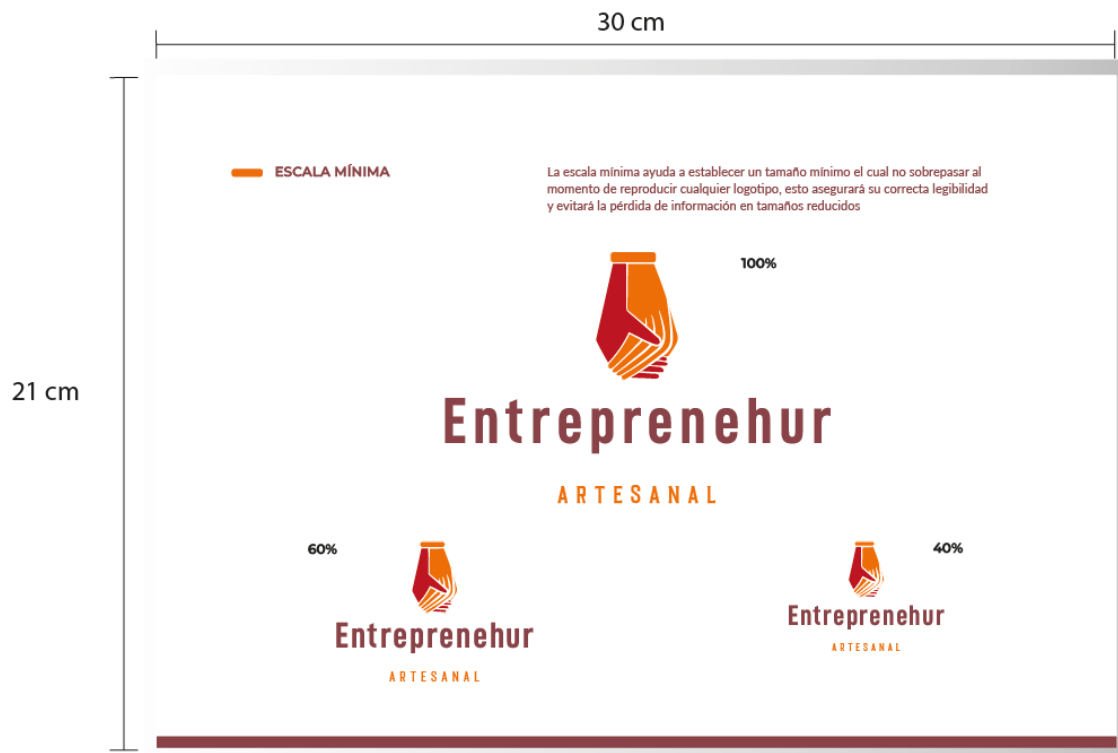 30 cm
21 cm
ESCALA MÍNIMA
La escala mínima ayuda a establecer un tamaño mínimo el cual no sobrepasar al
momento de reproducir cualquier logotipo, esto asegurará su correcta legibilidad
y evitará la pérdida de información en tamaños reducidos
100%
Entreprenehur
ARTESANAL
60%
Entreprenehur
ARTESANAL
40%
Entreprenehur
ARTESANAL